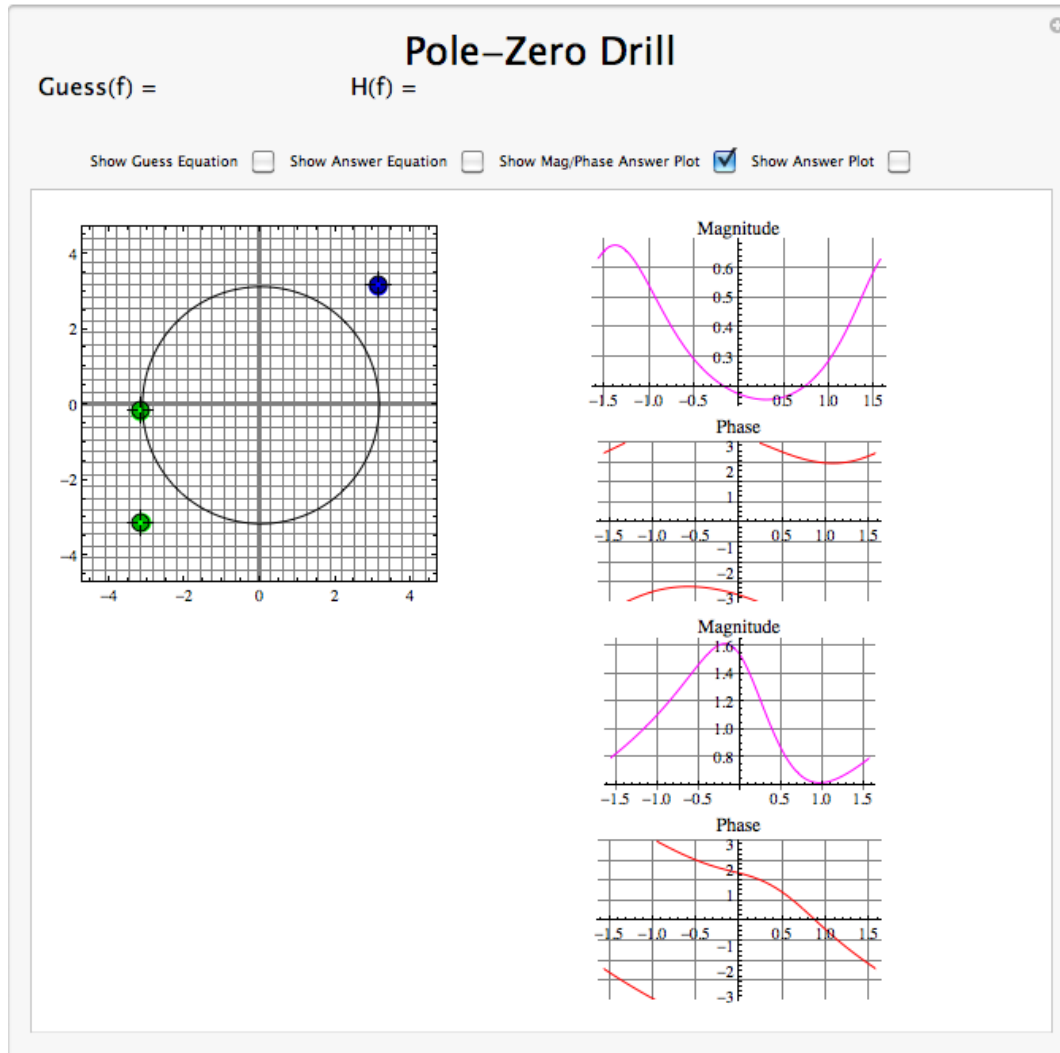 Pole–Zero Drill
Guess(f) = H(f) =
Show Guess Equation Show Answer Equation Show Mag/Phase Answer Plot Show Answer Plot
4
2
0
−2
−4
−4 −2 0 2 4
Magnitude
0.6
0.5
0.4
0.3
−1.5 −1.0 −0.5 0.5 1.0 1.5
Phase
3
2
1
−1.5 −1.0 −0.5 0.5 1.0 1.5
−1
−2
−3
Magnitude
1.6
1.4
1.2
1.0
0.8
−1.5 −1.0 −0.5 0.5 1.0 1.5
Phase
3
2
1
−1.5 −1.0 −0.5 0.5 1.0 1.5
−1
−2
−3